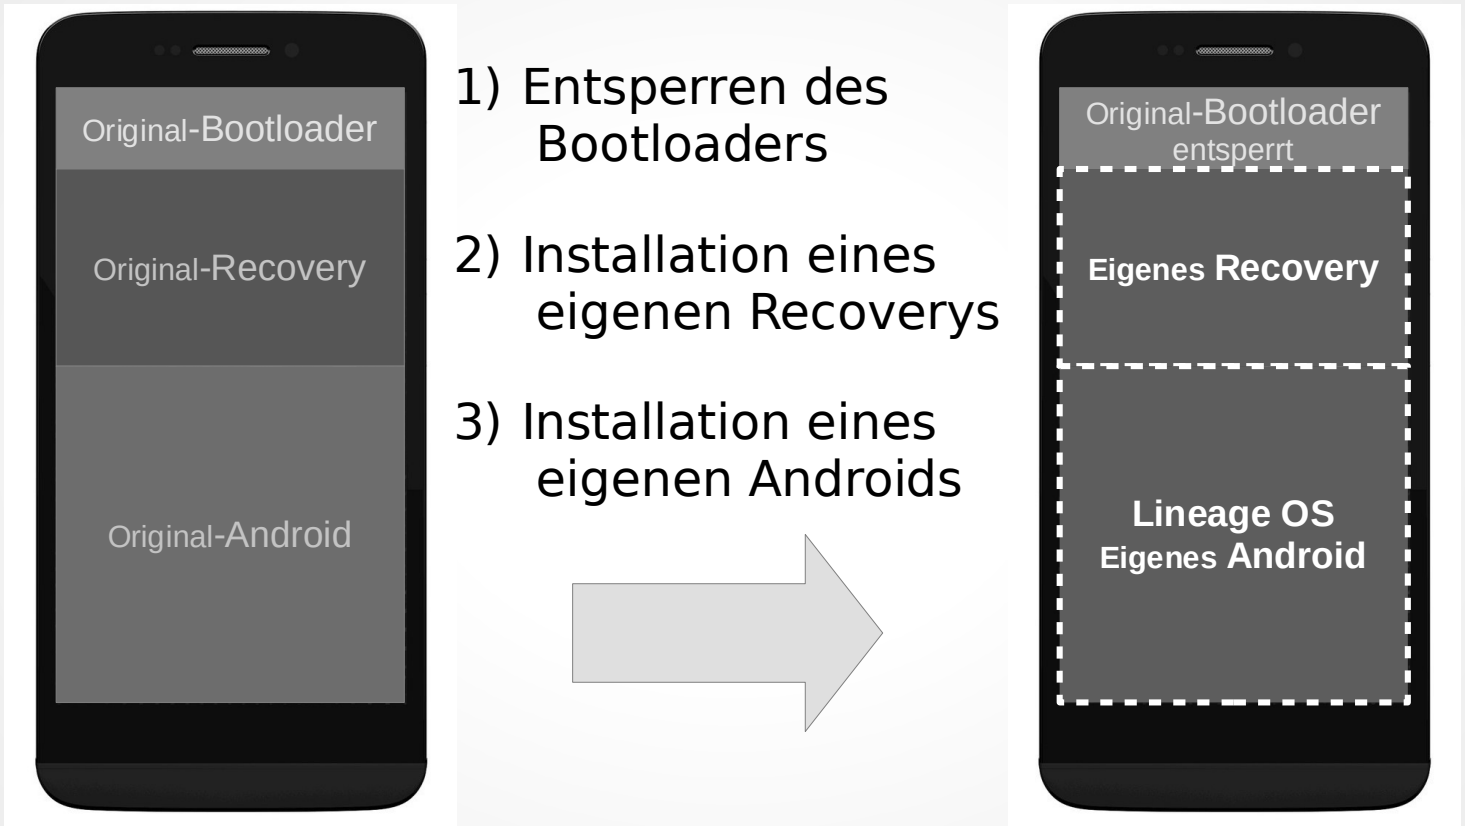 Original-Bootloader
Original-Recovery
Original-Android
1) Entsperren des
Bootloaders
2) Installation eines
eigenen Recoverys
3) Installation eines
eigenen Androids
Original-Bootloader
entsperrt
Eigenes Recovery
Lineage OS
Eigenes Android